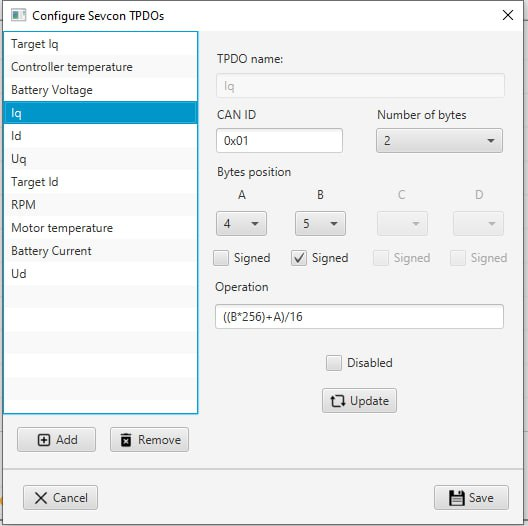 Configure Sevcon TPDOs
Target Iq
Controller temperature
Battery Voltage
Iq
Id
Uq
Target Id
RPM
Motor temperature
Battery Current
Ud
Add
Remove
TPDO name:
Iq
CAN ID
Number of bytes
0x01
2
Bytes position
A B C D
4 5
Signed Signed Signed Signed
Operation
((B*256)+A)/16
Disabled
Update
Cancel
Save